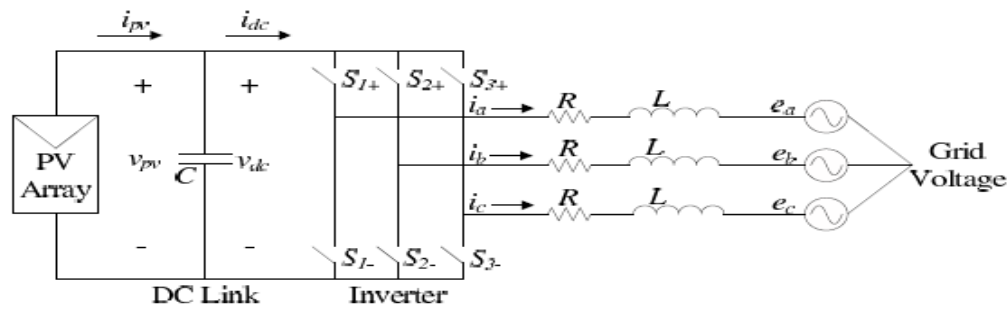 i_pv i_dc
+ + S_1+ S_2+ S_3+
i_a R L e_a
PV Array v_pv C v_dc i_b R L e_b Grid Voltage
i_c R L e_c
- - S_1- S_2- S_3-
DC Link Inverter